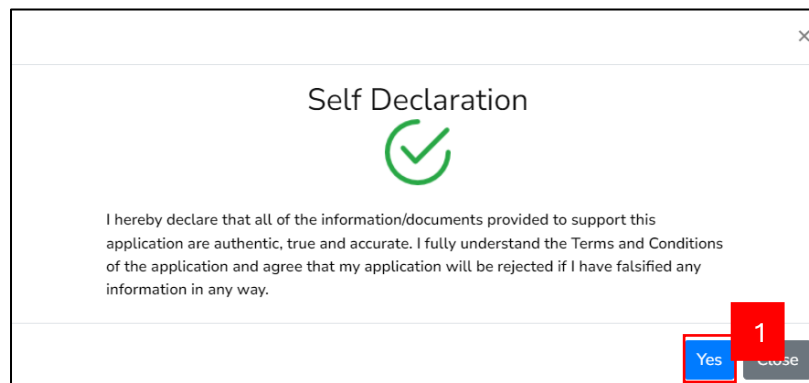 ×
Self Declaration
I hereby declare that all of the information/documents provided to support this
application are authentic, true and accurate. I fully understand the Terms and Conditions
of the application and agree that my application will be rejected if I have falsified any
information in any way.
1
Yes Close